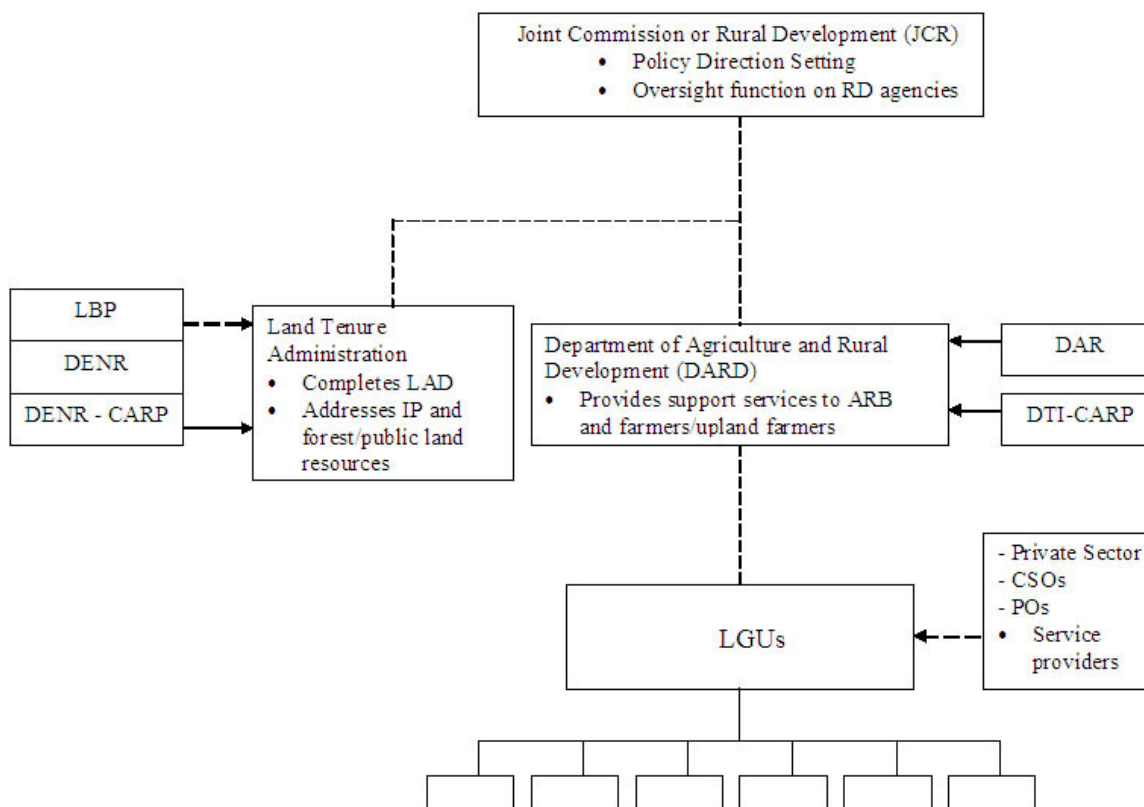 Joint Commission or Rural Development (JCR)
• Policy Direction Setting
• Oversight function on RD agencies
LBP
DENR
DENR - CARP
Land Tenure
Administration
• Completes LAD
• Addresses IP and
forest/public land
resources
Department of Agriculture and Rural
Development (DARD)
• Provides support services to ARB
and farmers/upland farmers
DAR
DTI-CARP
- Private Sector
- CSOs
- POs
• Service
providers
LGUs